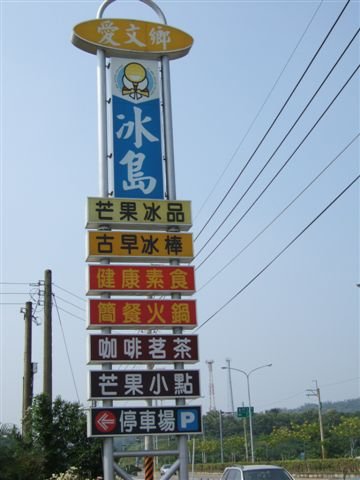 愛文鄉
冰島
芒果冰品
古早冰棒
健康素食
簡餐火鍋
咖啡茗茶
芒果小點
停車場 P